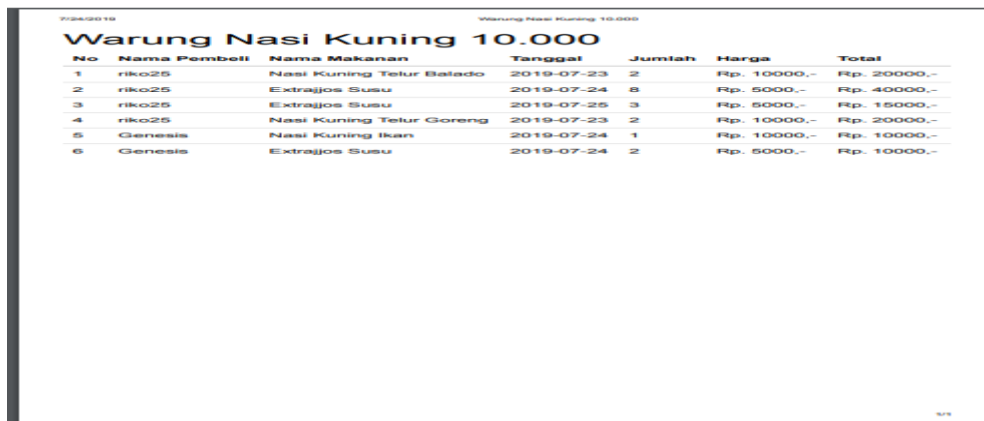 7/24/2019 Warung Nasi Kuning 10.000
Warung Nasi Kuning 10.000
No Nama Pembeli Nama Makanan Tanggal Jumlah Harga Total
1 riko25 Nasi Kuning Telur Balado 2019-07-23 2 Rp. 10000,- Rp. 20000,-
2 riko25 Extrajjos Susu 2019-07-24 8 Rp. 5000,- Rp. 40000,-
3 riko25 Extrajjos Susu 2019-07-25 3 Rp. 5000,- Rp. 15000,-
4 riko25 Nasi Kuning Telur Goreng 2019-07-23 2 Rp. 10000,- Rp. 20000,-
5 Genesis Nasi Kuning Ikan 2019-07-24 1 Rp. 10000,- Rp. 10000,-
6 Genesis Extrajjos Susu 2019-07-24 2 Rp. 5000,- Rp. 10000,-
1/1